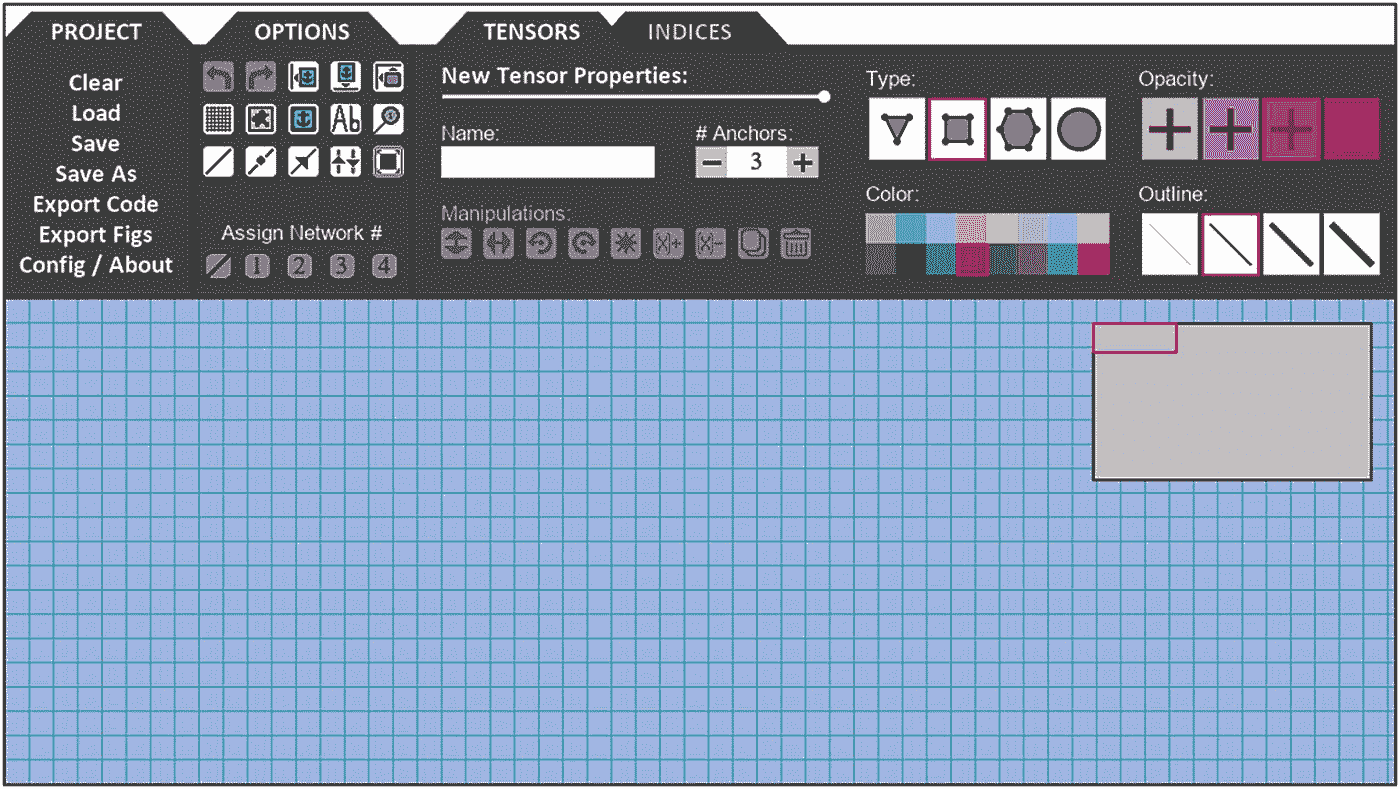 PROJECT
OPTIONS
TENSORS
INDICES
Clear
Load
Save
Save As
Export Code
Export Figs
Config / About
Ab
Assign Network #
1 2 3 4
New Tensor Properties:
Name:
# Anchors:
− 3 +
Manipulations:
X+ X−
Type:
Color:
Opacity:
Outline: